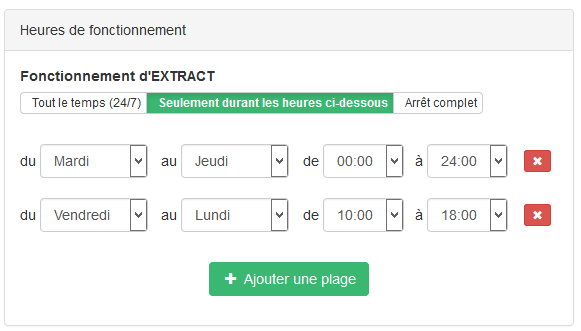 Heures de fonctionnement
Fonctionnement d'EXTRACT
Tout le temps (24/7) Seulement durant les heures ci-dessous Arrêt complet
du Mardi au Jeudi de 00:00 à 24:00
du Vendredi au Lundi de 10:00 à 18:00
Ajouter une plage